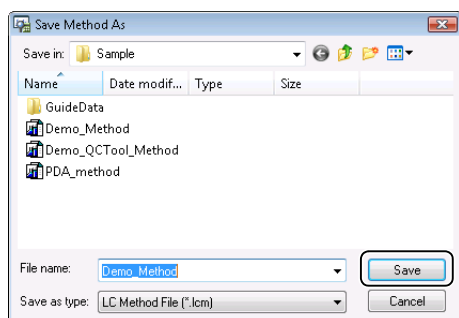 Save Method As
Save in: Sample
Name Date modif... Type Size
GuideData
Demo_Method
Demo_QCTool_Method
PDA_method
File name: Demo_Method Save
Save as type: LC Method File (*.lcm) Cancel